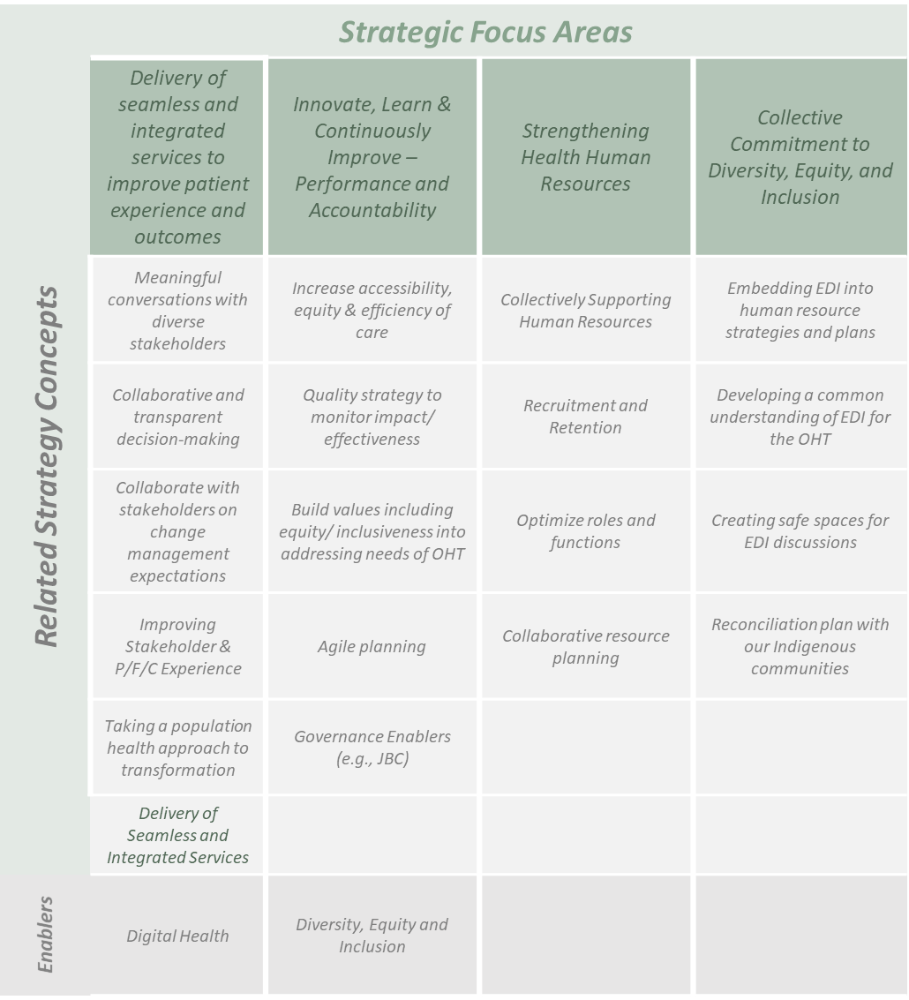 Strategic Focus Areas
Delivery of
seamless and
integrated
services to
improve patient
experience and
outcomes
Innovate, Learn &
Continuously
Improve –
Performance and
Accountability
Strengthening
Health Human
Resources
Collective
Commitment to
Diversity, Equity, and
Inclusion
Related Strategy Concepts
Meaningful
conversations with
diverse
stakeholders
Increase accessibility,
equity & efficiency of
care
Collectively Supporting
Human Resources
Embedding EDI into
human resource
strategies and plans
Collaborative and
transparent
decision-making
Quality strategy to
monitor impact/
effectiveness
Recruitment and
Retention
Developing a common
understanding of EDI for
the OHT
Collaborate with
stakeholders on
change
management
expectations
Build values including
equity/ inclusiveness into
addressing needs of OHT
Optimize roles and
functions
Creating safe spaces for
EDI discussions
Improving
Stakeholder &
P/F/C Experience
Agile planning
Collaborative resource
planning
Reconciliation plan with
our Indigenous
communities
Taking a population
health approach to
transformation
Governance Enablers
(e.g., JBC)
Delivery of
Seamless and
Integrated Services
Enablers
Digital Health
Diversity, Equity and
Inclusion